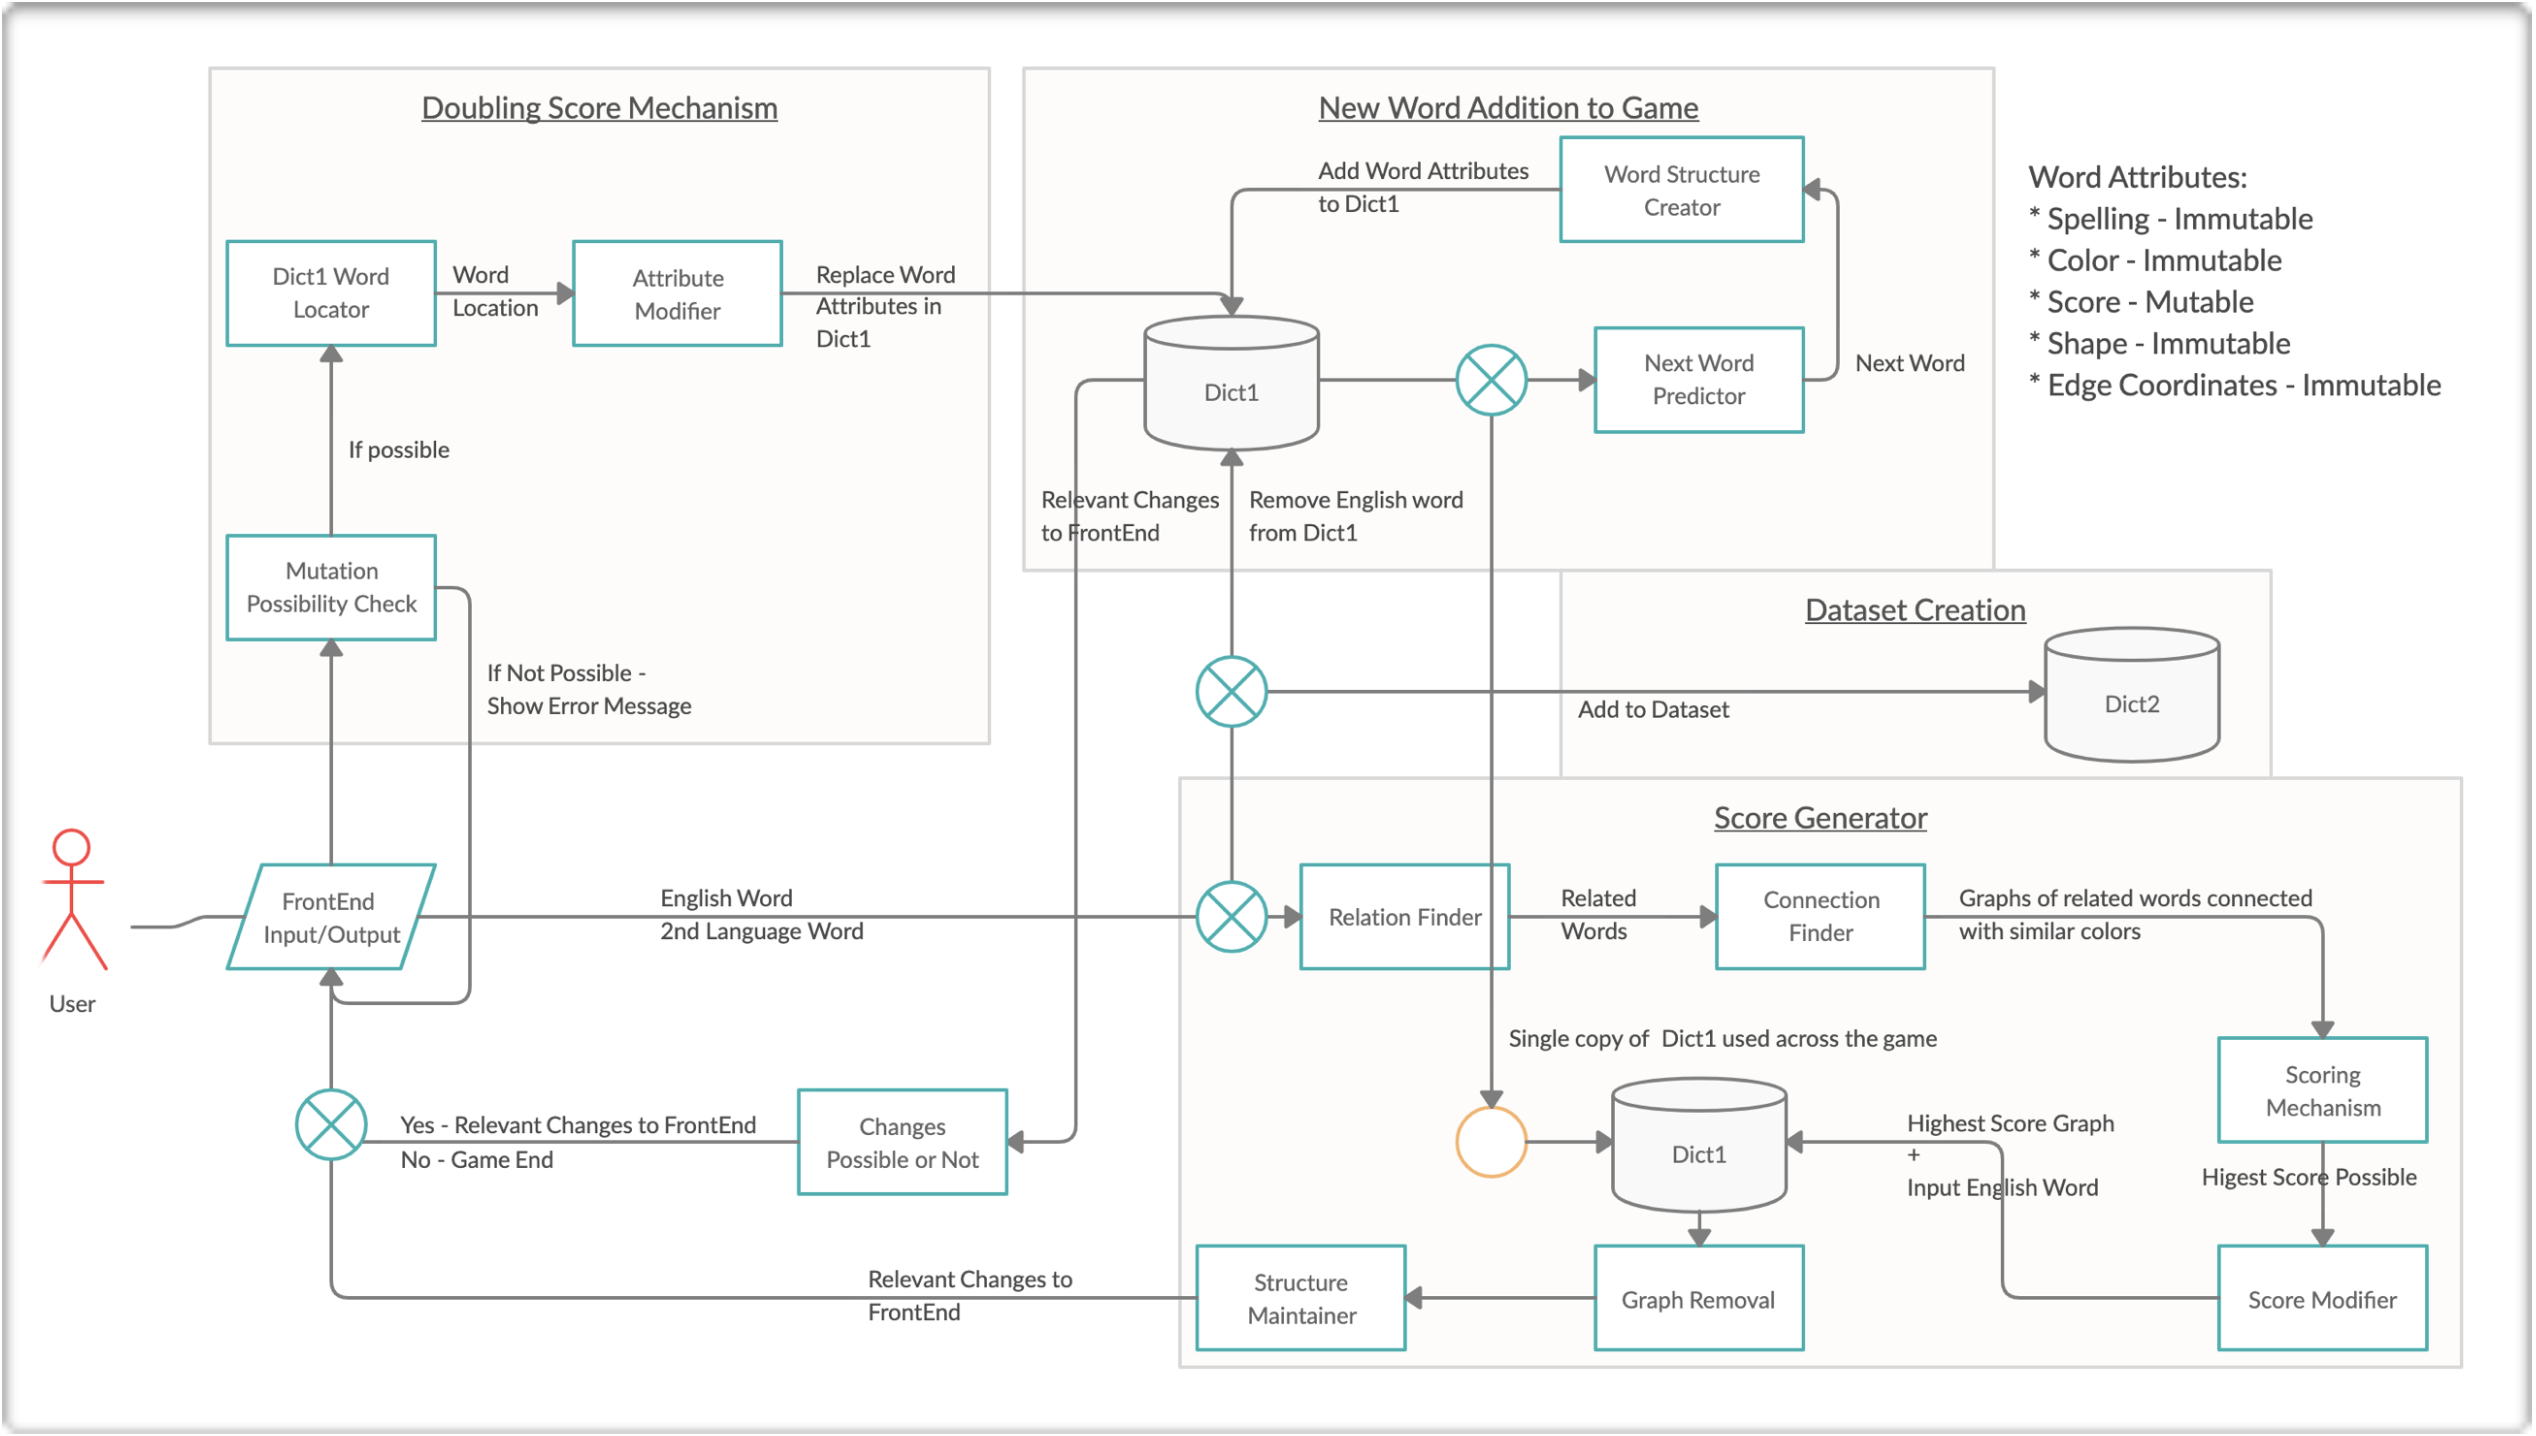 Doubling Score Mechanism
Dict1 Word
Locator
Word
Location
Attribute
Modifier
Replace Word
Attributes in
Dict1
If possible
Mutation
Possibility Check
If Not Possible -
Show Error Message
New Word Addition to Game
Add Word Attributes
to Dict1
Word Structure
Creator
Dict1
Next Word
Predictor
Next Word
Relevant Changes
to FrontEnd
Remove English word
from Dict1
Word Attributes:
* Spelling - Immutable
* Color - Immutable
* Score - Mutable
* Shape - Immutable
* Edge Coordinates - Immutable
Dataset Creation
Add to Dataset
Dict2
User
FrontEnd
Input/Output
English Word
2nd Language Word
Score Generator
Relation Finder
Related
Words
Connection
Finder
Graphs of related words connected
with similar colors
Single copy of  Dict1 used across the game
Scoring
Mechanism
Dict1
Highest Score Graph
+
Input English Word
Higest Score Possible
Yes - Relevant Changes to FrontEnd
No - Game End
Changes
Possible or Not
Relevant Changes to
FrontEnd
Structure
Maintainer
Graph Removal
Score Modifier